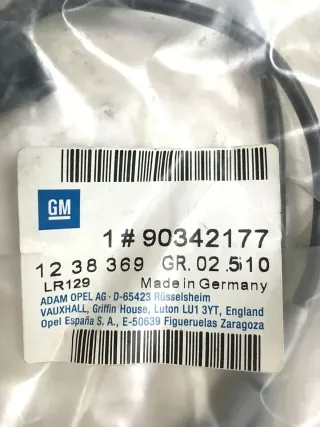 GM
1 # 90342177
12 38 369 GR. 02.510
LR129 Made in Germany
ADAM OPEL AG · D-65423 Rüsselsheim
VAUXHALL, Griffin House, Luton LU1 3YT, England
Opel España S. A., E-50639 Figueruelas Zaragoza